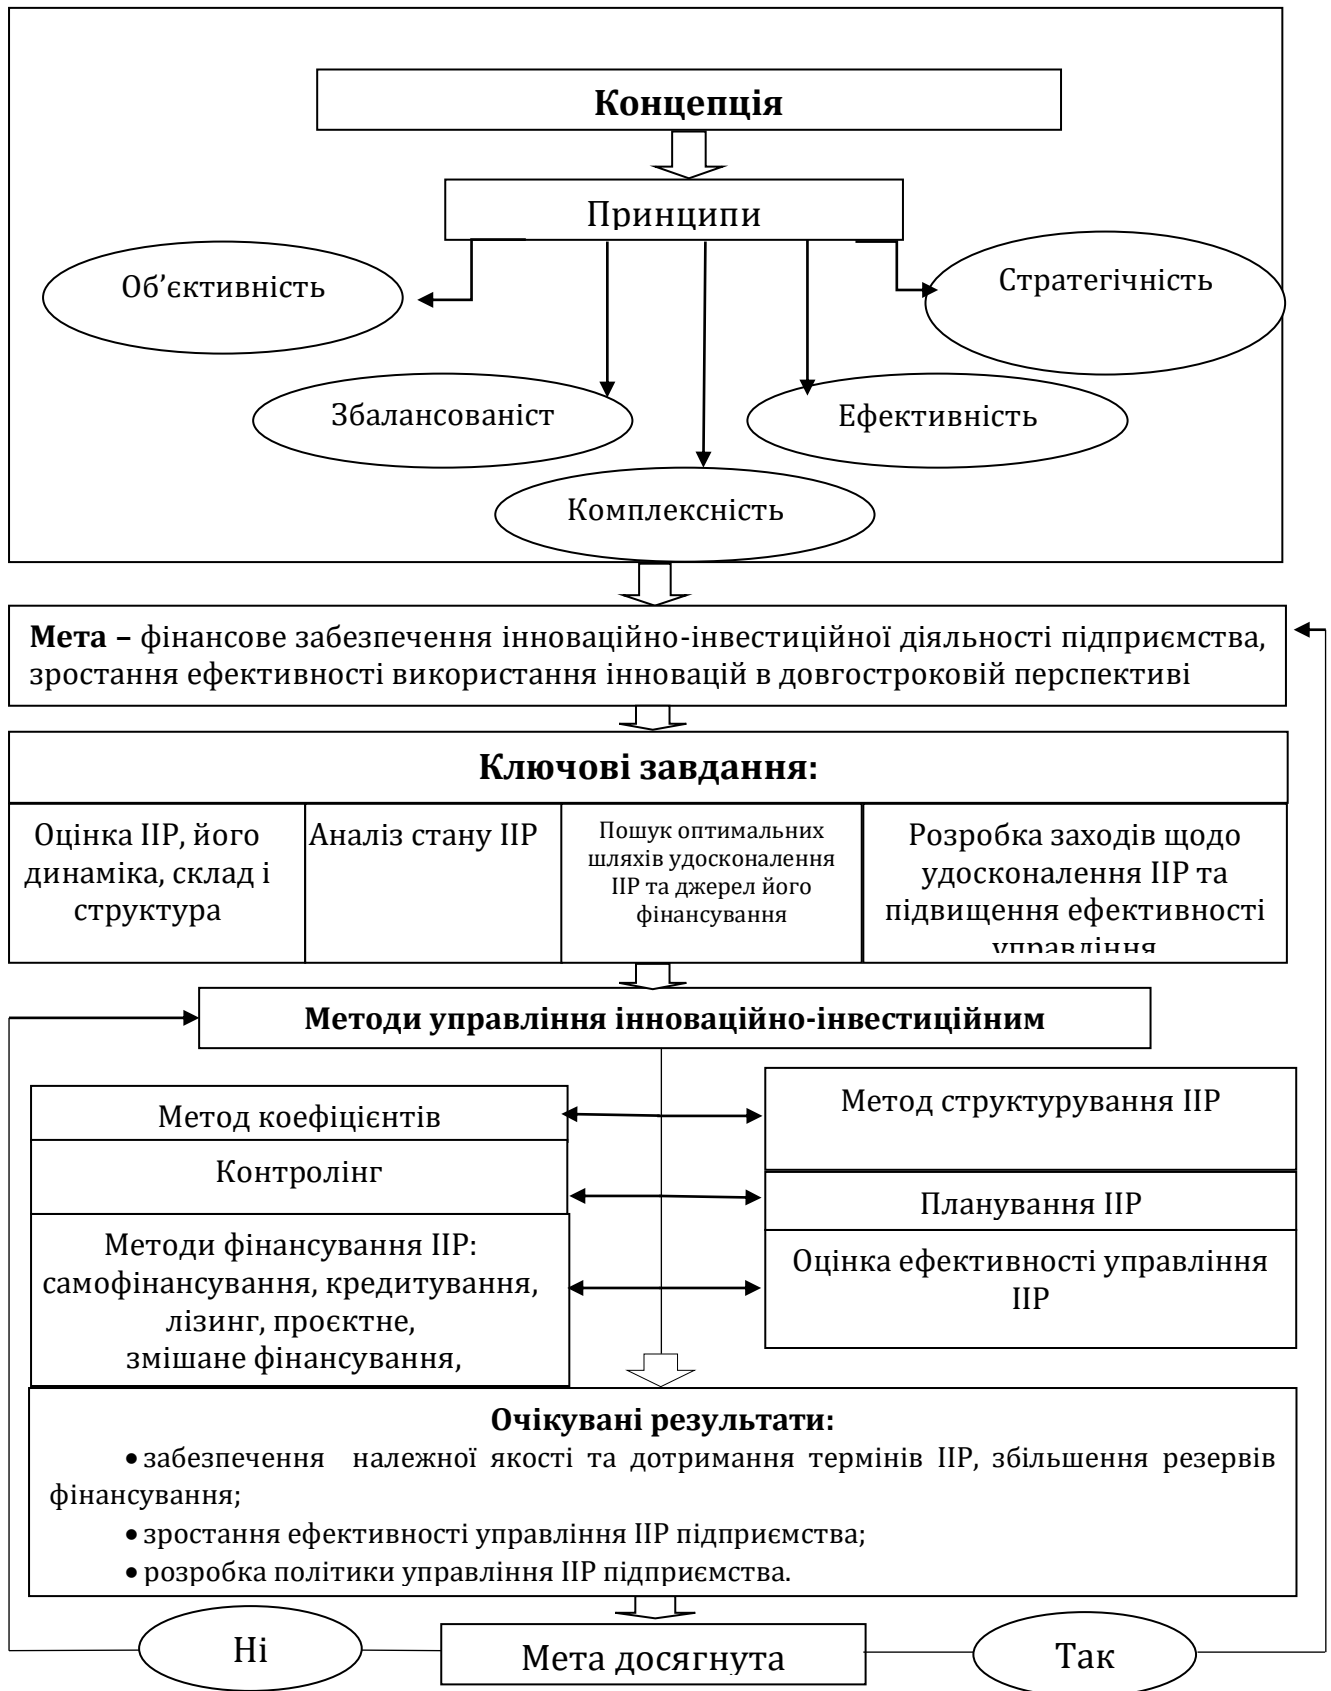 Концепція
Принципи
Об’єктивність
Стратегічність
Збалансованіст
Ефективність
Комплексність
Мета – фінансове забезпечення інноваційно-інвестиційної діяльності підприємства,
зростання ефективності використання інновацій в довгостроковій перспективі
Ключові завдання:
Оцінка ІІР, його
динаміка, склад і
структура
Аналіз стану ІІР
Пошук оптимальних
шляхів удосконалення
ІІР та джерел його
фінансування
Розробка заходів щодо
удосконалення ІІР та
підвищення ефективності
управління
Методи управління інноваційно-інвестиційним
Метод коефіцієнтів
Метод структурування ІІР
Контролінг
Планування ІІР
Методи фінансування ІІР:
самофінансування, кредитування,
лізинг, проєктне,
змішане фінансування,
Оцінка ефективності управління
ІІР
Очікувані результати:
• забезпечення належної якості та дотримання термінів ІІР, збільшення резервів
фінансування;
• зростання ефективності управління ІІР підприємства;
• розробка політики управління ІІР підприємства.
Ні
Мета досягнута
Так